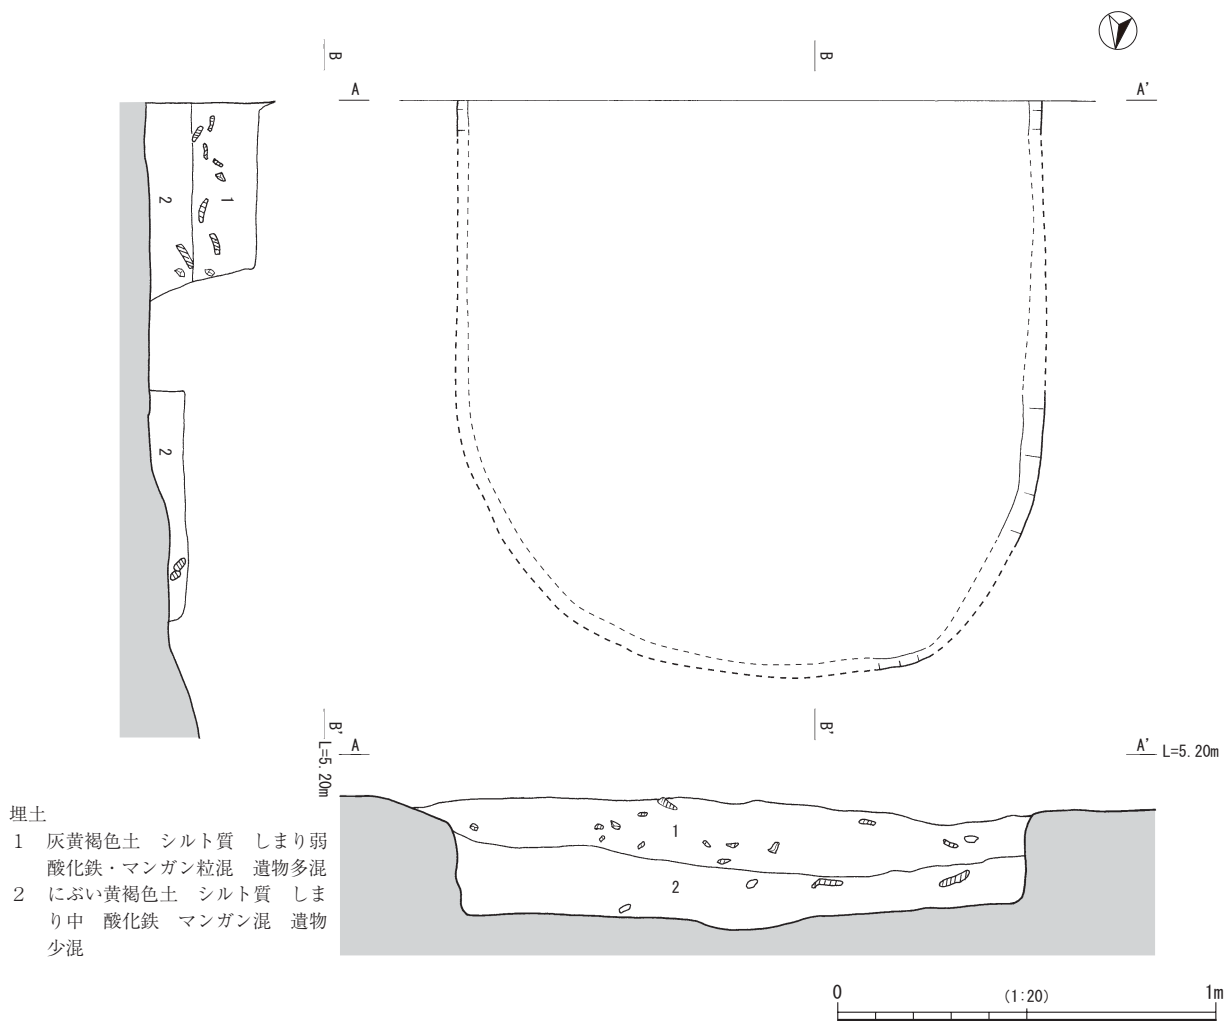 B
B
A
A'
2
1
2
B'
B'
A
L=5.20m
A'
L=5.20m
1
2
埋土
1 灰黄褐色土 シルト質 しまり弱
酸化鉄・マンガン粒混 遺物多混
2 にぶい黄褐色土 シルト質 しま
り中 酸化鉄 マンガン混 遺物
少混
0
(1:20)
1m